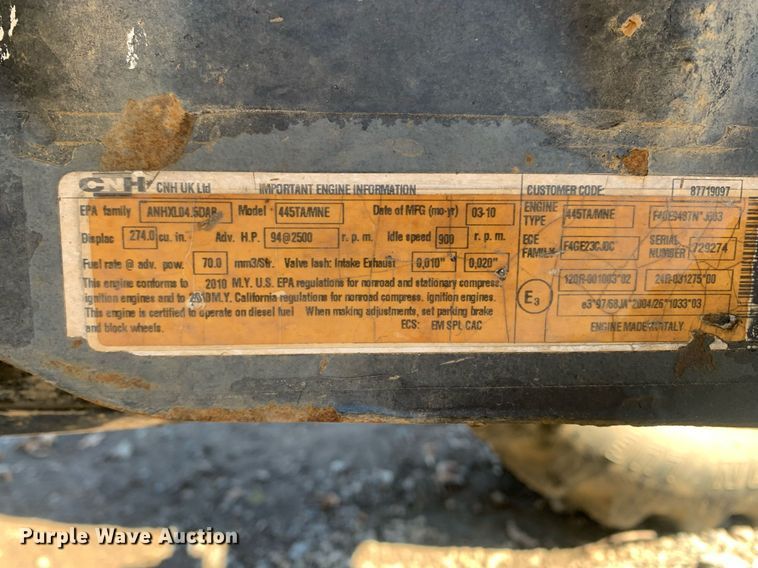 CNH CNH UK Ltd IMPORTANT ENGINE INFORMATION CUSTOMER CODE: 87719097
EPA family ANHXL04.5DAB Model 445TA/MNE Date of MFG (mo-yr) 03-10
Displac 274.0 cu. in. Adv. H.P. 94@2500 r. p. m. Idle speed 900 r. p. m.
Fuel rate @ adv. pow. 70.0 mm3/Str. Valve lash: Intake Exhaust 0,010" 0,020"
This engine conforms to 2010 M.Y. U.S. EPA regulations for nonroad and stationary compress.
ignition engines and to 2010 M.Y. California regulations for nonroad compress. ignition engines.
This engine is certified to operate on diesel fuel When making adjustments, set parking brake
and block wheels. ECS: EM SPL CAC
ENGINE TYPE 445TA/MNE
ECE FAMILY SERIAL NUMBER 729274
E3
ENGINE MADE IN ITALY
Purple Wave Auction